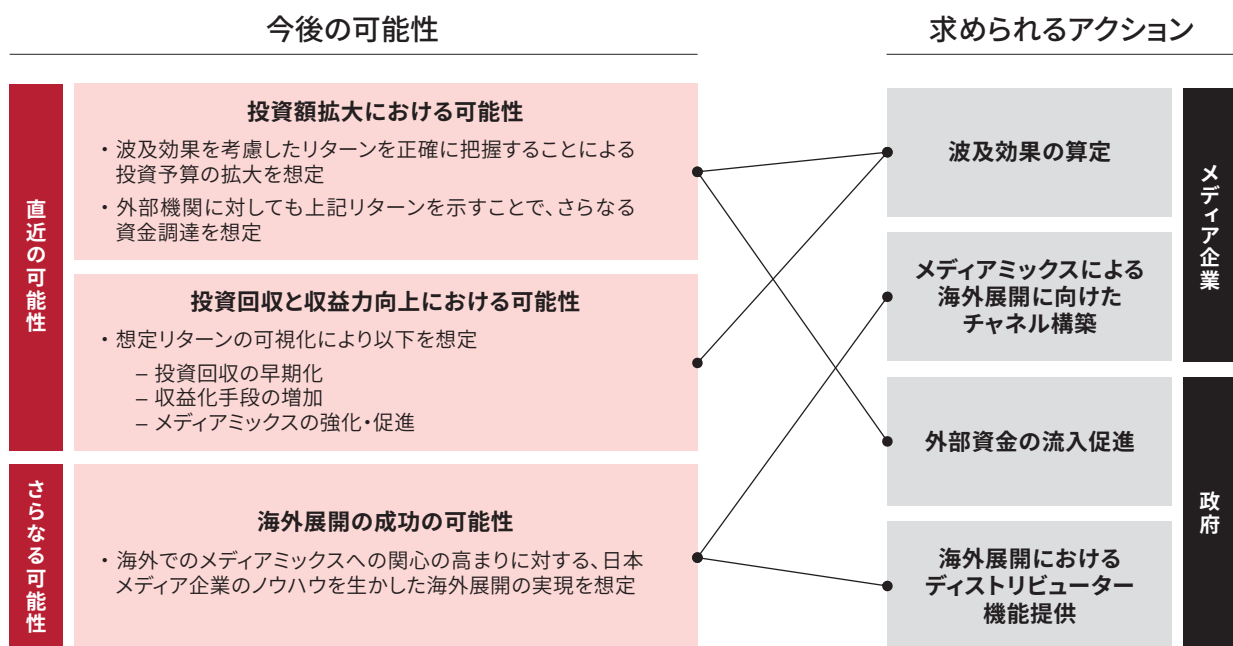 今後の可能性
求められるアクション
直近の可能性
投資額拡大における可能性
・波及効果を考慮したリターンを正確に把握することによる
投資予算の拡大を想定
・外部機関に対しても上記リターンを示すことで、さらなる
資金調達を想定
投資回収と収益力向上における可能性
・想定リターンの可視化により以下を想定
– 投資回収の早期化
– 収益化手段の増加
– メディアミックスの強化・促進
さらなる可能性
海外展開の成功の可能性
・海外でのメディアミックスへの関心の高まりに対する、日本
メディア企業のノウハウを生かした海外展開の実現を想定
波及効果の算定
メディアミックスによる
海外展開に向けた
チャネル構築
メディア企業
外部資金の流入促進
海外展開における
ディストリビューター
機能提供
政府